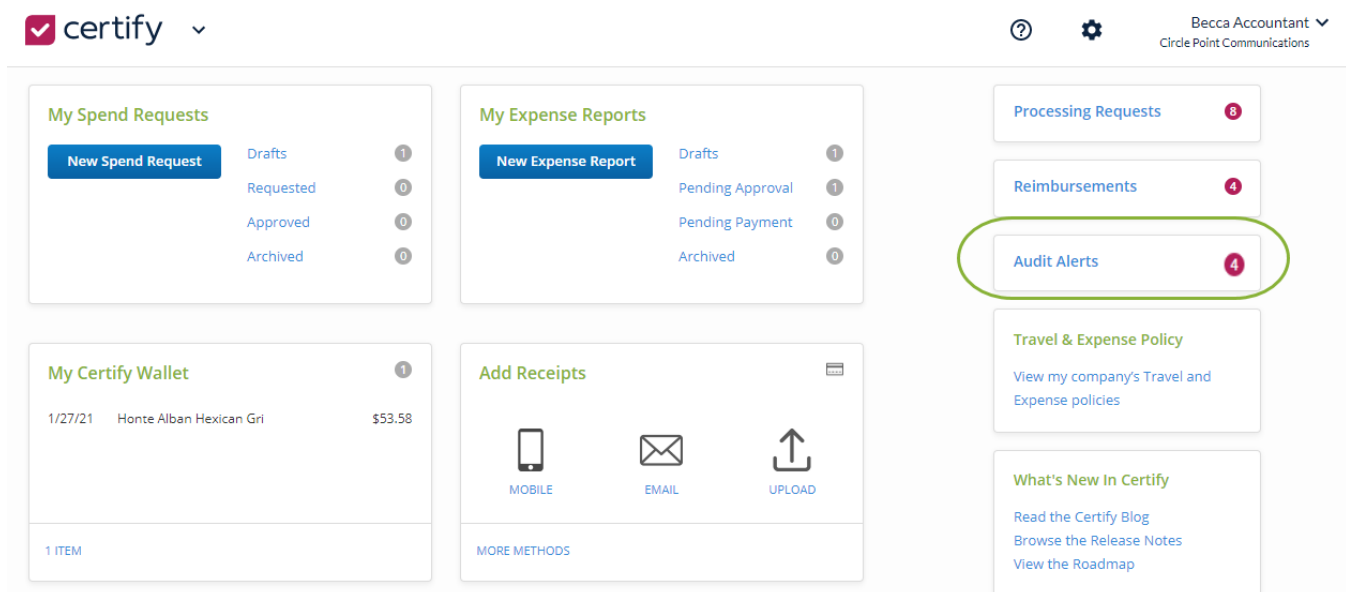 certify
Becca Accountant
Circle Point Communications
My Spend Requests
New Spend Request
Drafts 1
Requested 0
Approved 0
Archived 0
My Expense Reports
New Expense Report
Drafts 1
Pending Approval 1
Pending Payment 0
Archived 0
Processing Requests 8
Reimbursements 4
Audit Alerts 4
Travel & Expense Policy
View my company's Travel and
Expense policies
My Certify Wallet 1
1/27/21 Honte Alban Hexican Gri $53.58
1 ITEM
Add Receipts
MOBILE EMAIL UPLOAD
MORE METHODS
What's New In Certify
Read the Certify Blog
Browse the Release Notes
View the Roadmap